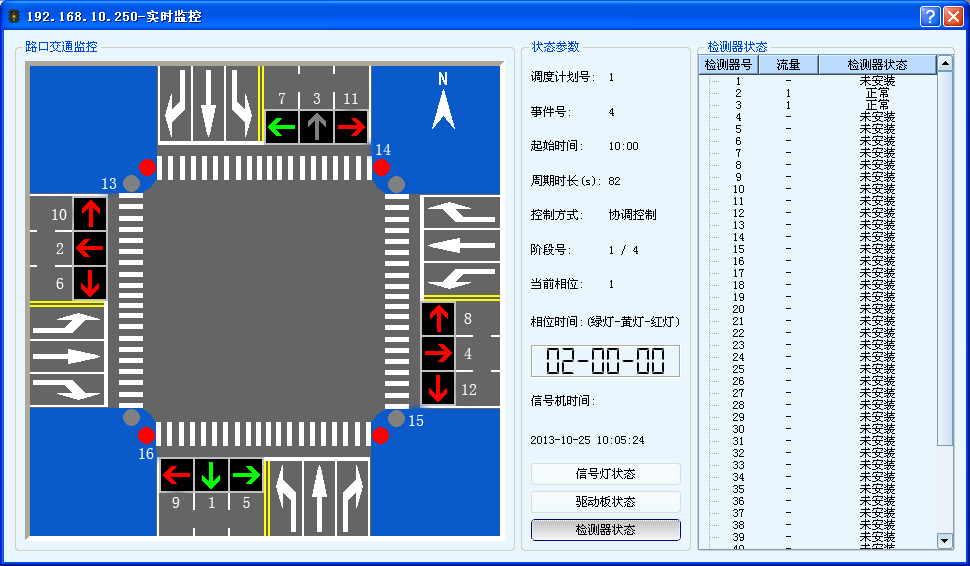 192.168.10.250-实时监控
路口交通监控
N
7 3 11
14
13
10
2
6
8
4
12
15
16
9 1 5
状态参数
调度计划号: 1
事件号: 4
起始时间: 10:00
周期时长(s): 82
控制方式: 协调控制
阶段号: 1 / 4
当前相位: 1
相位时间:(绿灯-黄灯-红灯)
02-00-00
信号机时间:
2013-10-25 10:05:24
信号灯状态
驱动板状态
检测器状态
检测器状态
检测器号 流量 检测器状态
1 - 未安装
2 1 正常
3 1 正常
4 - 未安装
5 - 未安装
6 - 未安装
7 - 未安装
8 - 未安装
9 - 未安装
10 - 未安装
11 - 未安装
12 - 未安装
13 - 未安装
14 - 未安装
15 - 未安装
16 - 未安装
17 - 未安装
18 - 未安装
19 - 未安装
20 - 未安装
21 - 未安装
22 - 未安装
23 - 未安装
24 - 未安装
25 - 未安装
26 - 未安装
27 - 未安装
28 - 未安装
29 - 未安装
30 - 未安装
31 - 未安装
32 - 未安装
33 - 未安装
34 - 未安装
35 - 未安装
36 - 未安装
37 - 未安装
38 - 未安装
39 - 未安装
40 - 未安装